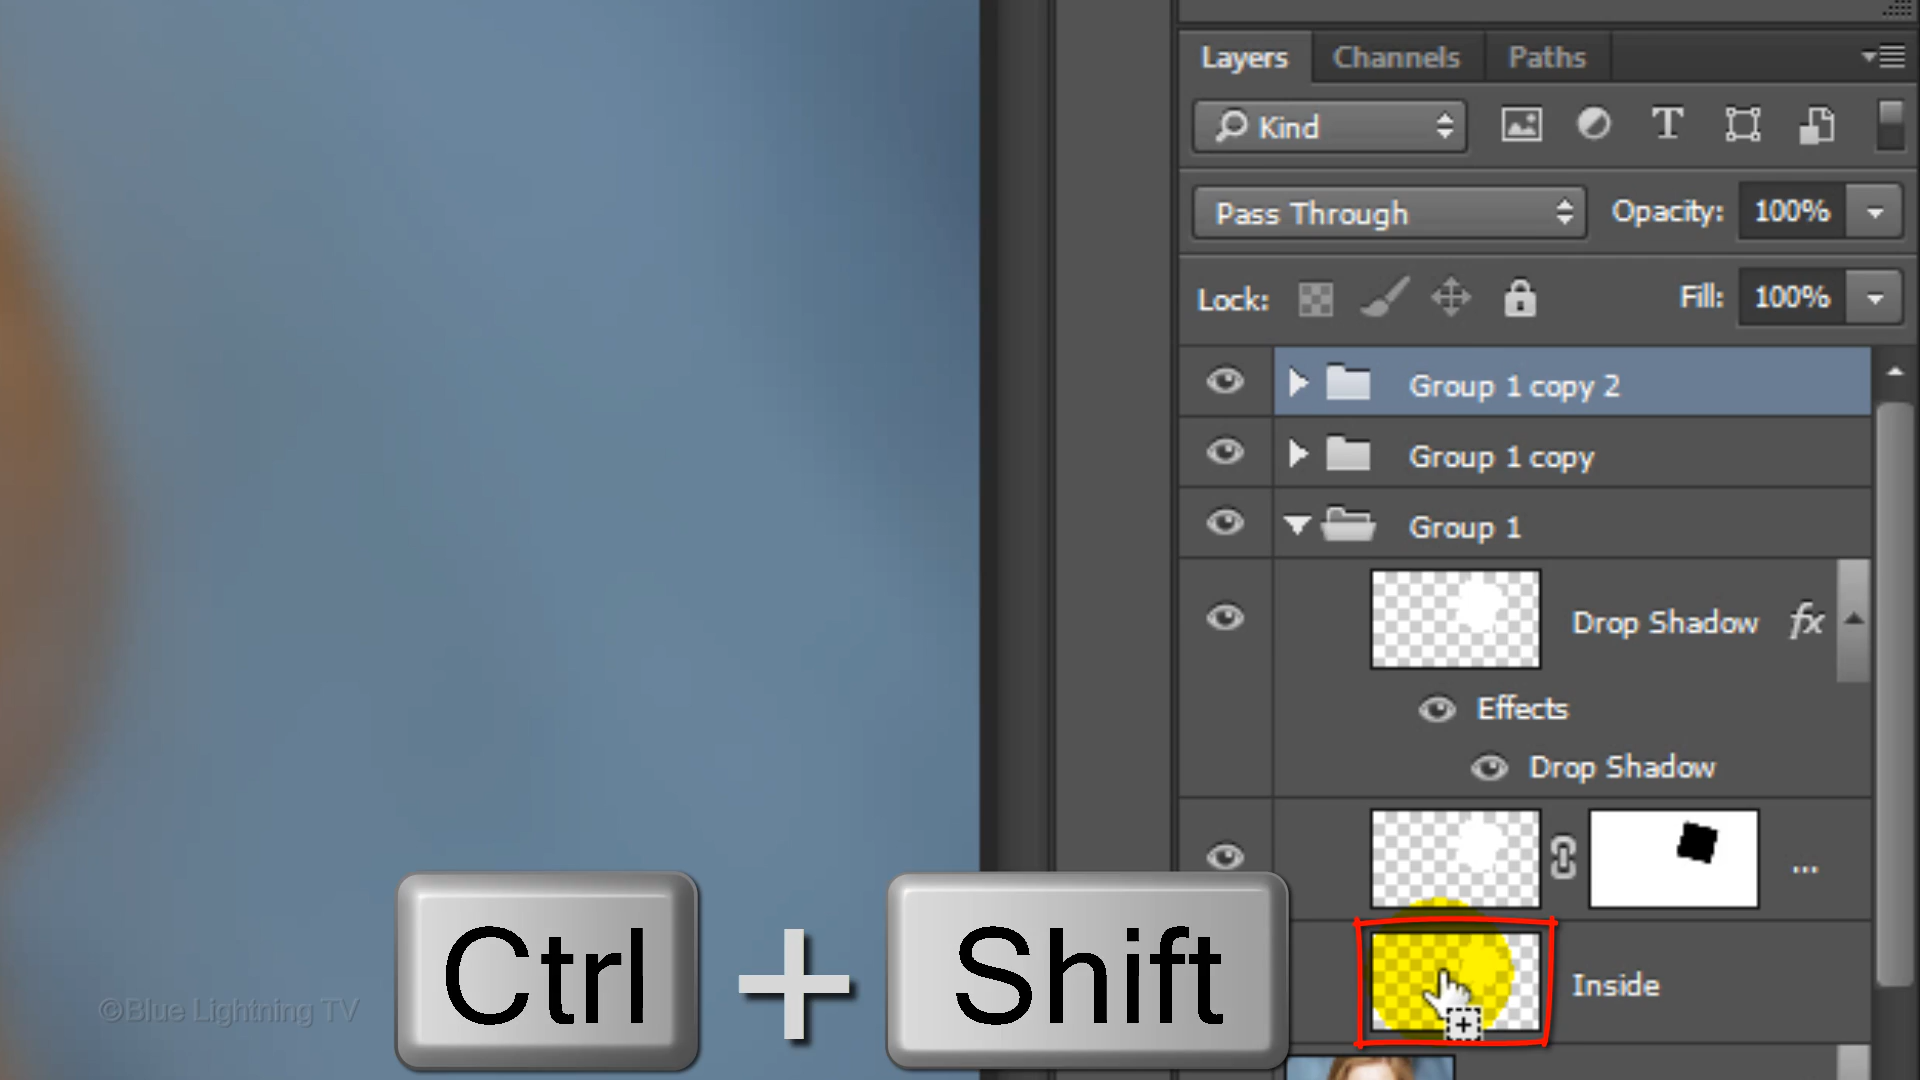 Layers Channels Paths
Kind T
Pass Through Opacity: 100%
Lock: Fill: 100%
Group 1 copy 2
Group 1 copy
Group 1
Drop Shadow fx
Effects
Drop Shadow
...
Ctrl + Shift
Inside
©Blue Lightning TV